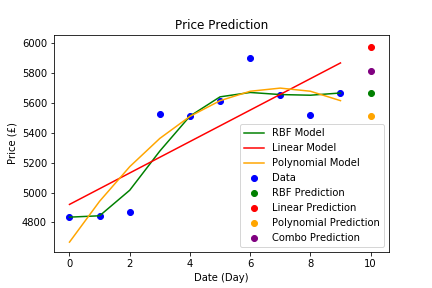 Price Prediction
6000
5800
5600
5400
5200
5000
4800
Price (£)
RBF Model
Linear Model
Polynomial Model
Data
RBF Prediction
Linear Prediction
Polynomial Prediction
Combo Prediction
0 2 4 6 8 10
Date (Day)